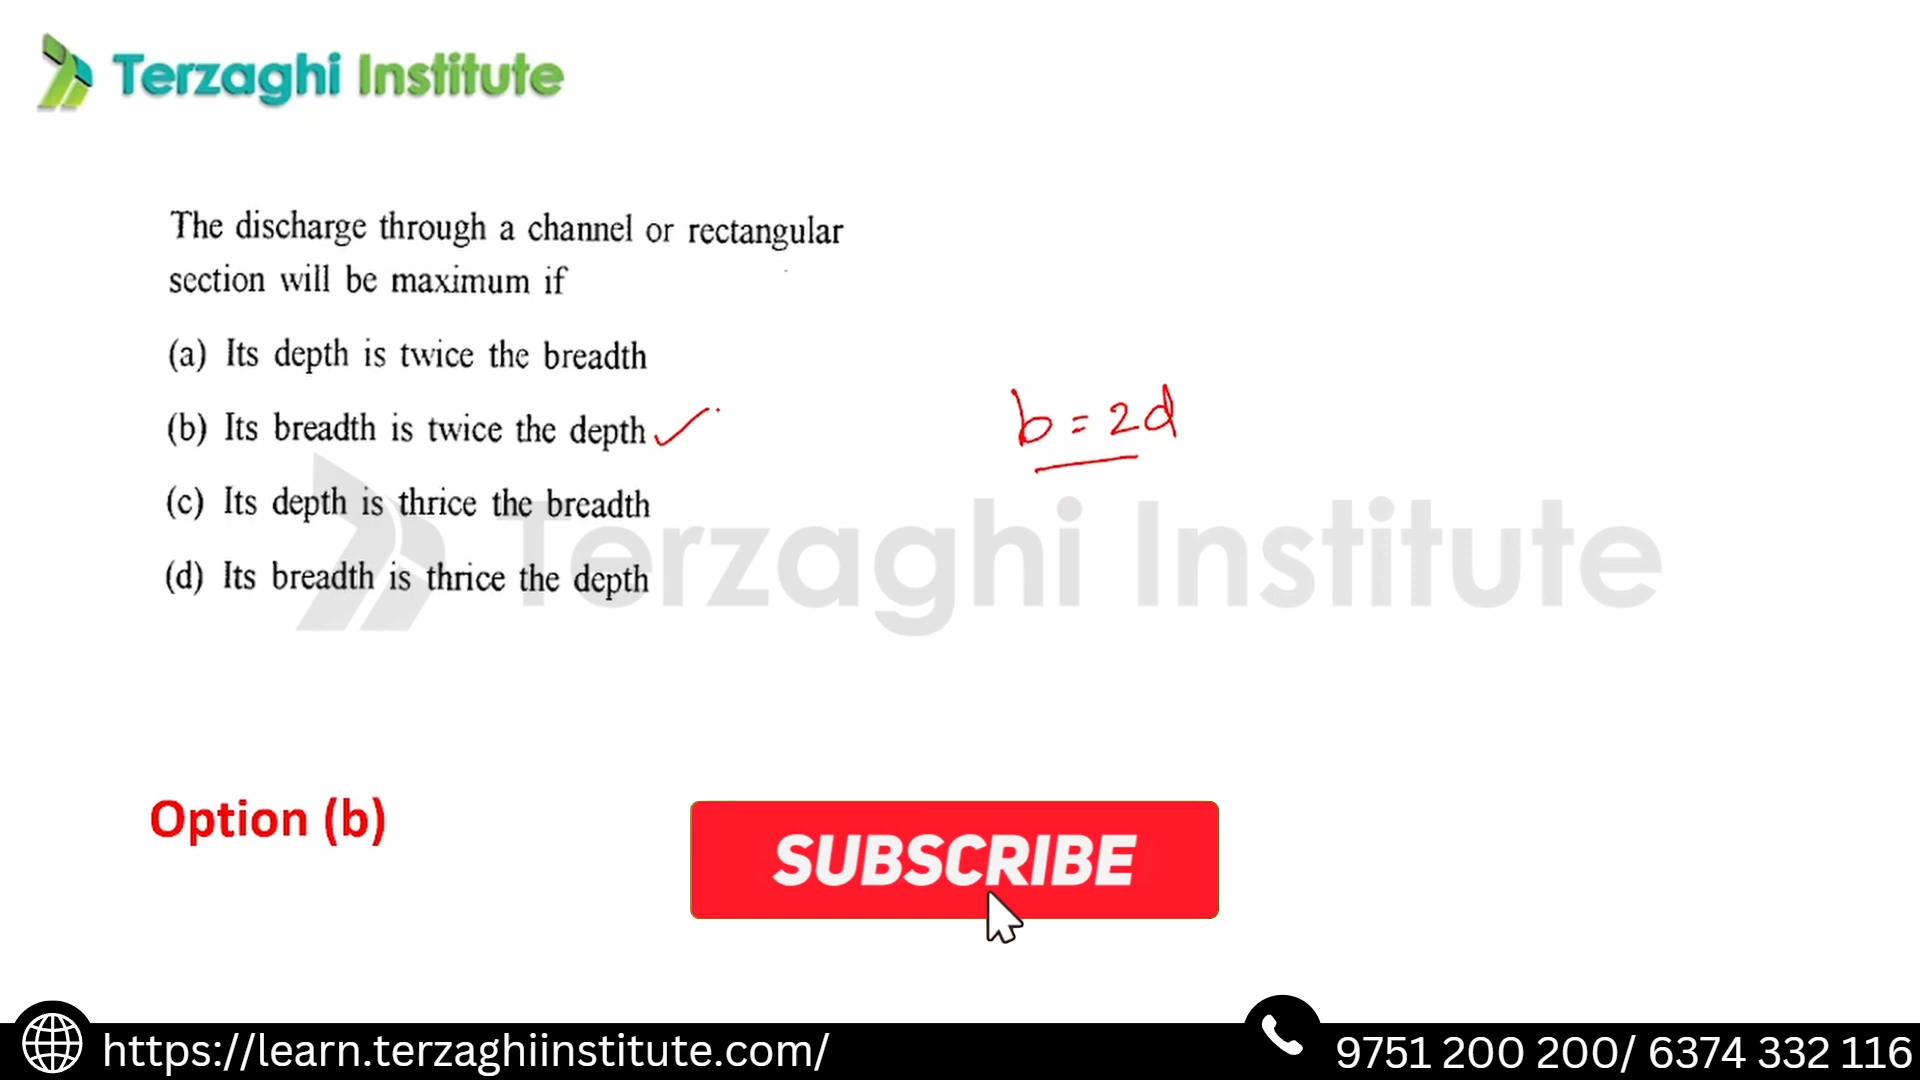 Terzaghi Institute
The discharge through a channel or rectangular
section will be maximum if
(a) Its depth is twice the breadth
(b) Its breadth is twice the depth
b = 2d
(c) Its depth is thrice the breadth
(d) Its breadth is thrice the depth
Terzaghi Institute
Option (b)
SUBSCRIBE
https://learn.terzaghiinstitute.com/
9751 200 200/ 6374 332 116